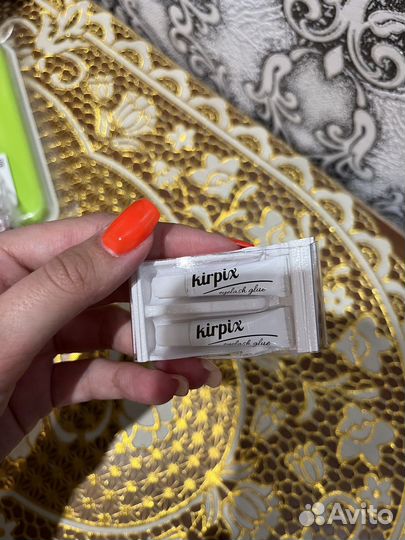 kirpix
eyelash glue
kirpix
eyelash glue
Avito